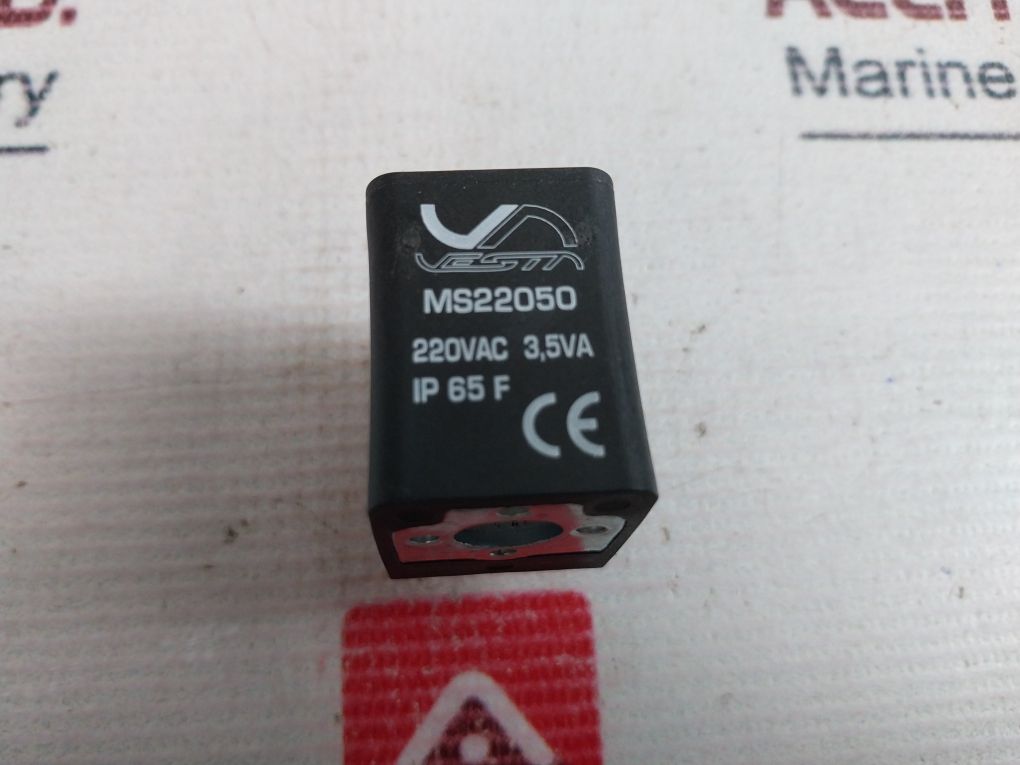 Marine
VESTA
MS22050
220VAC 3,5VA
IP 65 F
CE